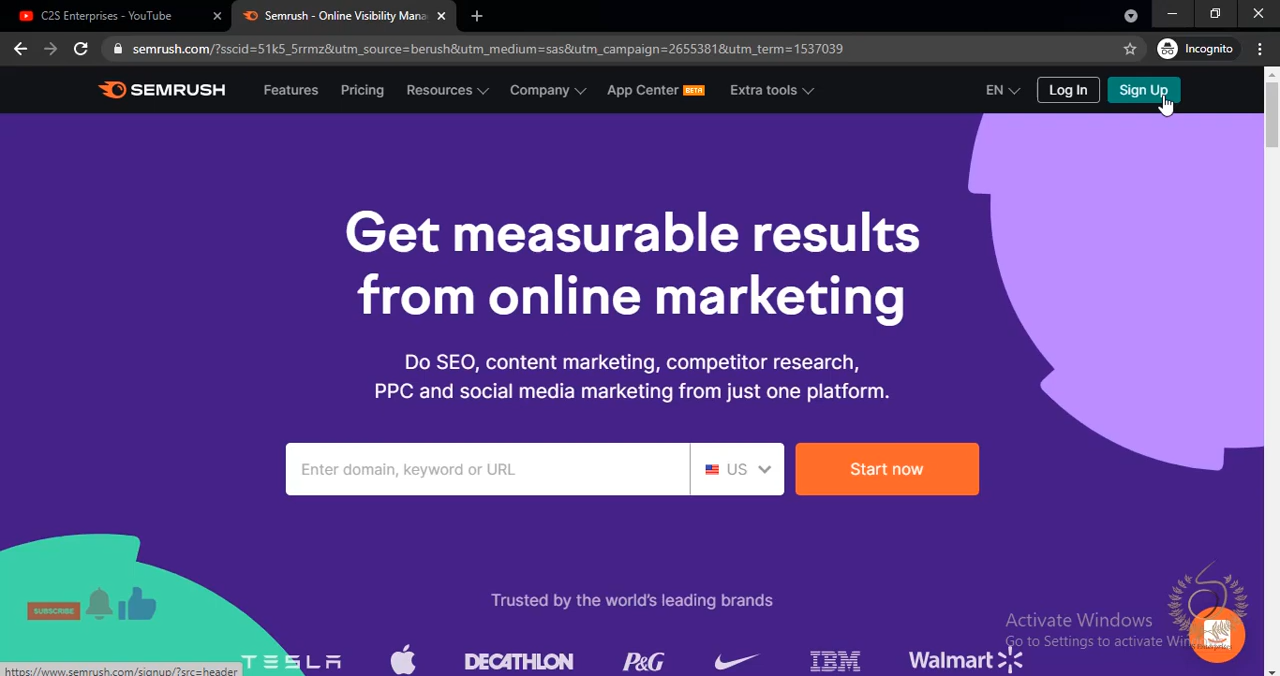 C2S Enterprises - YouTube
Semrush - Online Visibility Mana
semrush.com/?sscid=51k5_5rrmz&utm_source=berush&utm_medium=sas&utm_campaign=2655381&utm_term=1537039
Incognito
SEMRUSH
Features
Pricing
Resources
Company
App Center BETA
Extra tools
EN
Log In
Sign Up
Get measurable results
from online marketing
Do SEO, content marketing, competitor research,
PPC and social media marketing from just one platform.
Enter domain, keyword or URL
US
Start now
Trusted by the world's leading brands
SUBSCRIBE
TESLA
DECATHLON
P&G
IBM
Walmart
Activate Windows
Go to Settings to activate
https://www.semrush.com/signup/?src=header